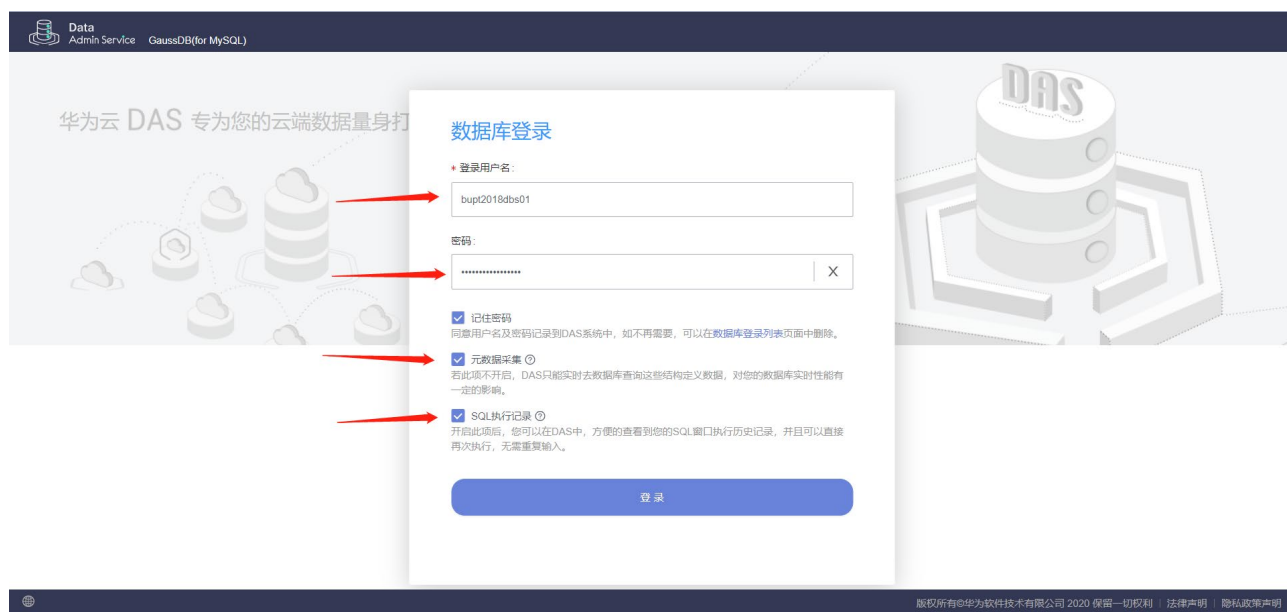 Data
Admin Service GaussDB(for MySQL)
DAS
华为云 DAS 专为您的云端数据量身打
数据库登录
* 登录用户名:
bupt2018dbs01
密码:
••••••••••••••••
X
记住密码
同意用户名及密码记录到DAS系统中，如不再需要，可以在数据库登录列表页面中删除。
元数据采集 ?
若此项不开启，DAS只能实时去数据库查询这些结构定义数据，对您的数据库实时性能有
一定的影响。
SQL执行记录 ?
开启此项后，您可以在DAS中，方便的查看到您的SQL窗口执行历史记录，并且可以直接
再次执行，无需重复输入。
登 录
版权所有©华为软件技术有限公司 2020 保留一切权利 | 法律声明 | 隐私政策声明